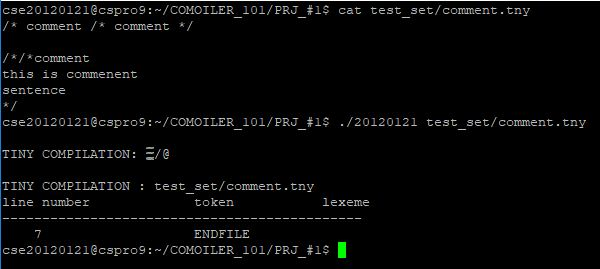 cse20120121@cspro9:~/COMOILER_101/PRJ_#1$ cat test_set/comment.tny
/* comment /* comment */
/*/*comment
this is commenent
sentence
*/
cse20120121@cspro9:~/COMOILER_101/PRJ_#1$ ./20120121 test_set/comment.tny
TINY COMPILATION: /@
TINY COMPILATION : test_set/comment.tny
line number token lexeme
---------------------------------------------
7 ENDFILE
cse20120121@cspro9:~/COMOILER_101/PRJ_#1$